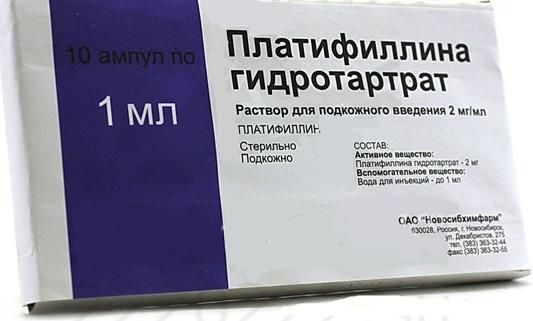 10 ампул по
1 мл
Платифиллина
гидротартрат
Раствор для подкожного введения 2 мг/мл
ПЛАТИФИЛЛИН
Стерильно
Подкожно
СОСТАВ:
Активное вещество:
Платифиллина гидротартрат - 2 мг
Вспомогательное вещество:
Вода для инъекций - до 1 мл
ОАО "Новосибхимфарм"
630028, Россия, г. Новосибирск,
ул. Декабристов, 275
тел. (383) 363-32-44
факс (383) 363-32-55